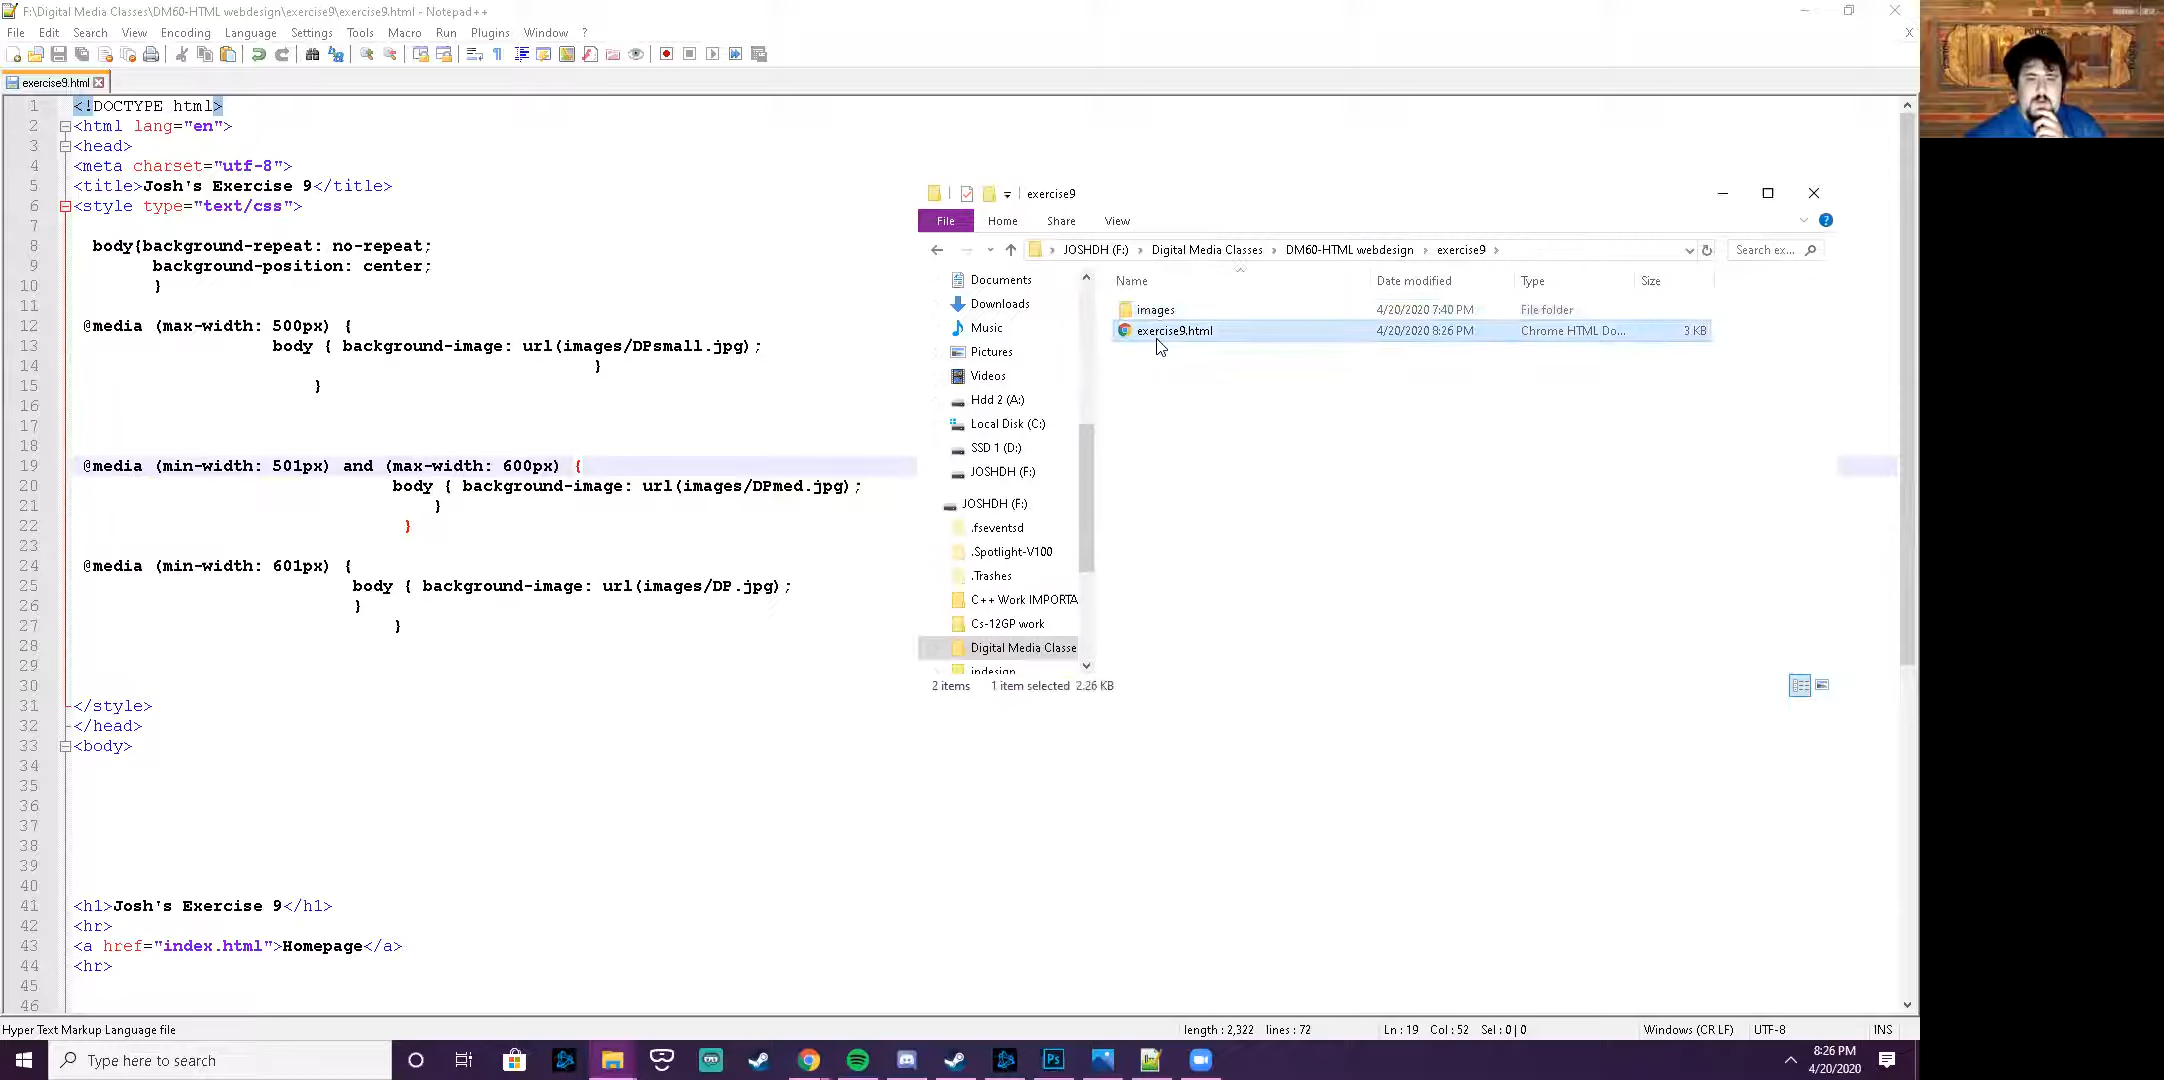 F:\Digital Media Classes\DM60-HTML webdesign\exercise9\exercise9.html - Notepad++
File Edit Search View Encoding Language Settings Tools Macro Run Plugins Window ?
X
exercise9.html
1 <!DOCTYPE html>
2 <html lang="en">
3 <head>
4 <meta charset="utf-8">
5 <title>Josh's Exercise 9</title>
6 <style type="text/css">
7
8 body{background-repeat: no-repeat;
9 background-position: center;
10 }
11
12 @media (max-width: 500px) {
13 body { background-image: url(images/DPsmall.jpg);
14 }
15 }
16
17
18
19 @media (min-width: 501px) and (max-width: 600px) {
20 body { background-image: url(images/DPmed.jpg);
21 }
22 }
23
24 @media (min-width: 601px) {
25 body { background-image: url(images/DP.jpg);
26 }
27 }
28
29
30
31 </style>
32 </head>
33 <body>
34
35
36
37
38
39
40
41 <h1>Josh's Exercise 9</h1>
42 <hr>
43 <a href="index.html">Homepage</a>
44 <hr>
45
46
exercise9
File Home Share View
JOSHDH (F:) > Digital Media Classes > DM60-HTML webdesign > exercise9 >
Search ex...
Name Date modified Type Size
images 4/20/2020 7:40 PM File folder
exercise9.html 4/20/2020 8:26 PM Chrome HTML Do... 3 KB
Documents
Downloads
Music
Pictures
Videos
Hdd 2 (A:)
Local Disk (C:)
SSD 1 (D:)
JOSHDH (F:)
JOSHDH (F:)
.fseventsd
.Spotlight-V100
.Trashes
C++ Work IMPORTA
Cs-12GP work
Digital Media Classe
indesign
2 items 1 item selected 2.26 KB
Hyper Text Markup Language file length : 2,322 lines : 72 Ln : 19 Col : 52 Sel : 0 | 0 Windows (CR LF) UTF-8 INS
Type here to search
Ps
8:26 PM
4/20/2020